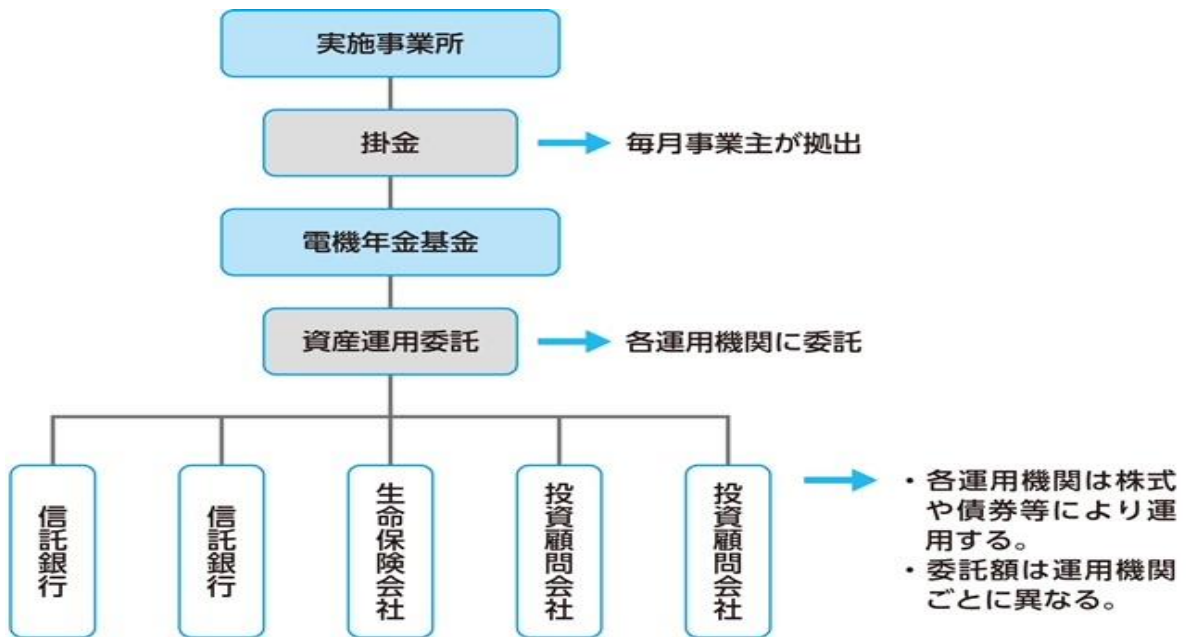 実施事業所
掛金
毎月事業主が拠出
電機年金基金
資産運用委託
各運用機関に委託
信託銀行
信託銀行
生命保険会社
投資顧問会社
投資顧問会社
・各運用機関は株式
や債券等により運
用する。
・委託額は運用機関
ごとに異なる。